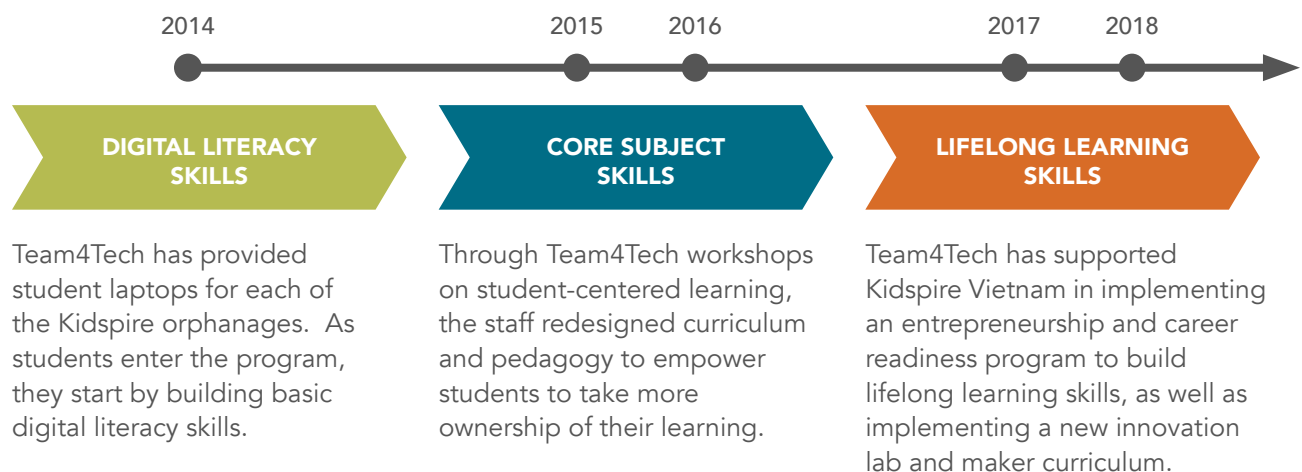 2014
2015
2016
2017
2018
DIGITAL LITERACY
SKILLS
Team4Tech has provided
student laptops for each of
the Kidspire orphanages.  As
students enter the program,
they start by building basic
digital literacy skills.
CORE SUBJECT
SKILLS
Through Team4Tech workshops
on student-centered learning,
the staff redesigned curriculum
and pedagogy to empower
students to take more
ownership of their learning.
LIFELONG LEARNING
SKILLS
Team4Tech has supported
Kidspire Vietnam in implementing
an entrepreneurship and career
readiness program to build
lifelong learning skills, as well as
implementing a new innovation
lab and maker curriculum.